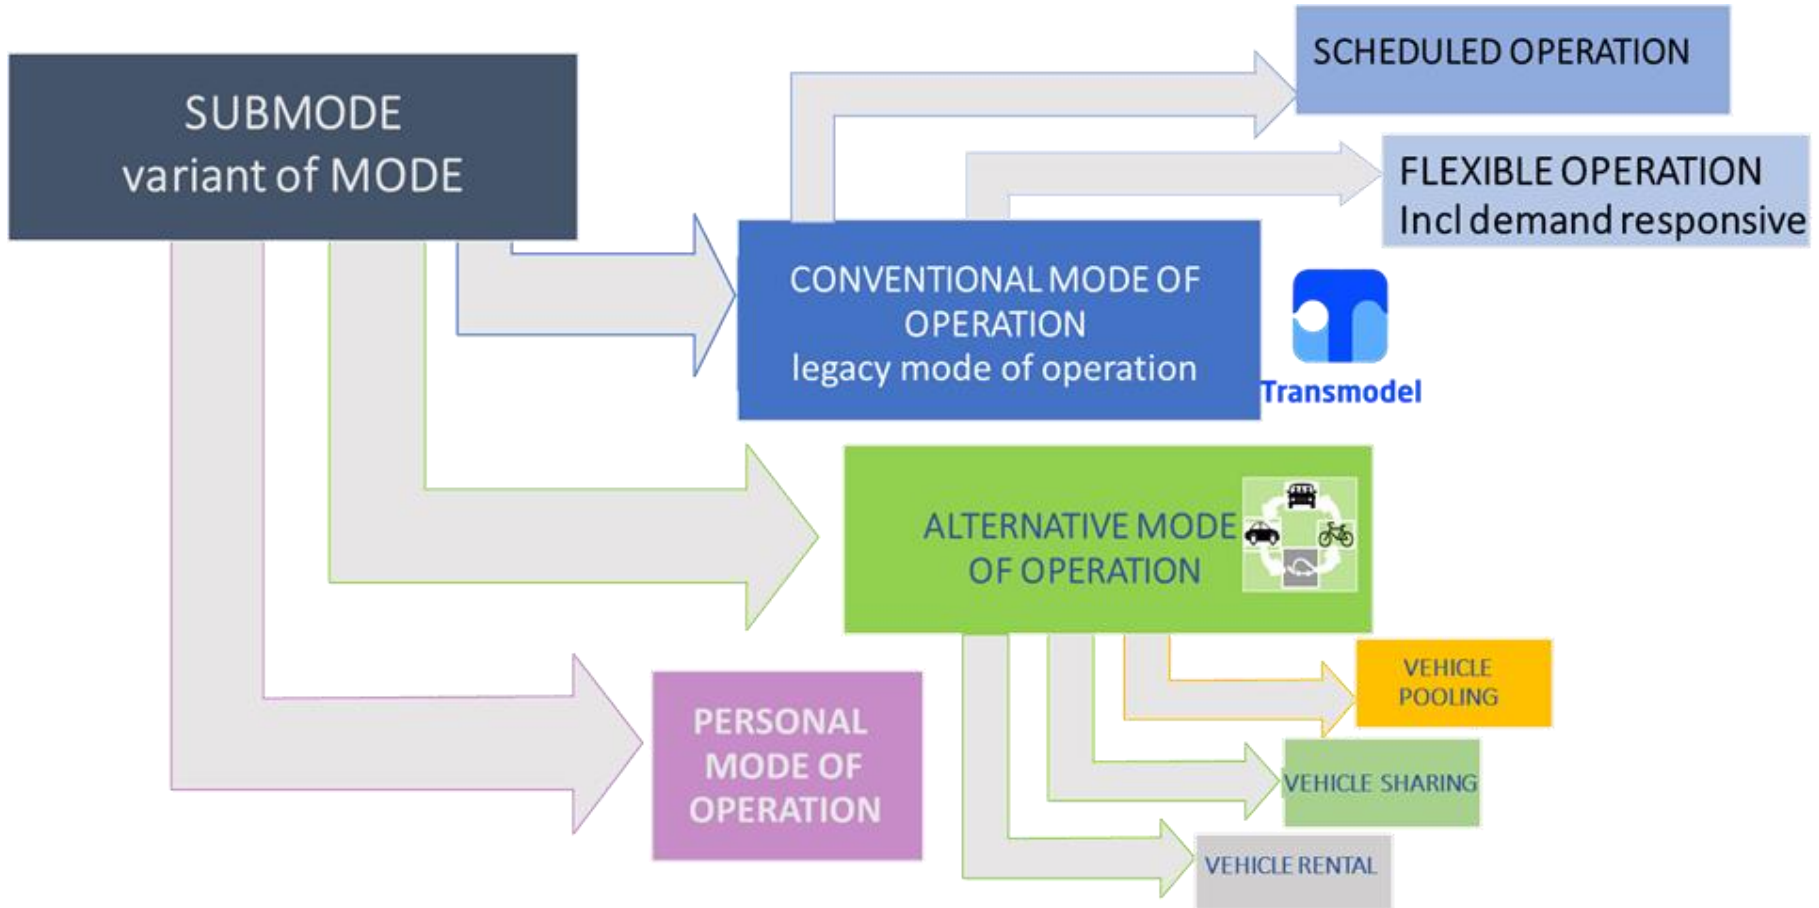 SUBMODE
variant of MODE
SCHEDULED OPERATION
FLEXIBLE OPERATION
Incl demand responsive
CONVENTIONAL MODE OF
OPERATION
legacy mode of operation
Transmodel
ALTERNATIVE MODE
OF OPERATION
PERSONAL
MODE OF
OPERATION
VEHICLE
POOLING
VEHICLE SHARING
VEHICLE RENTAL